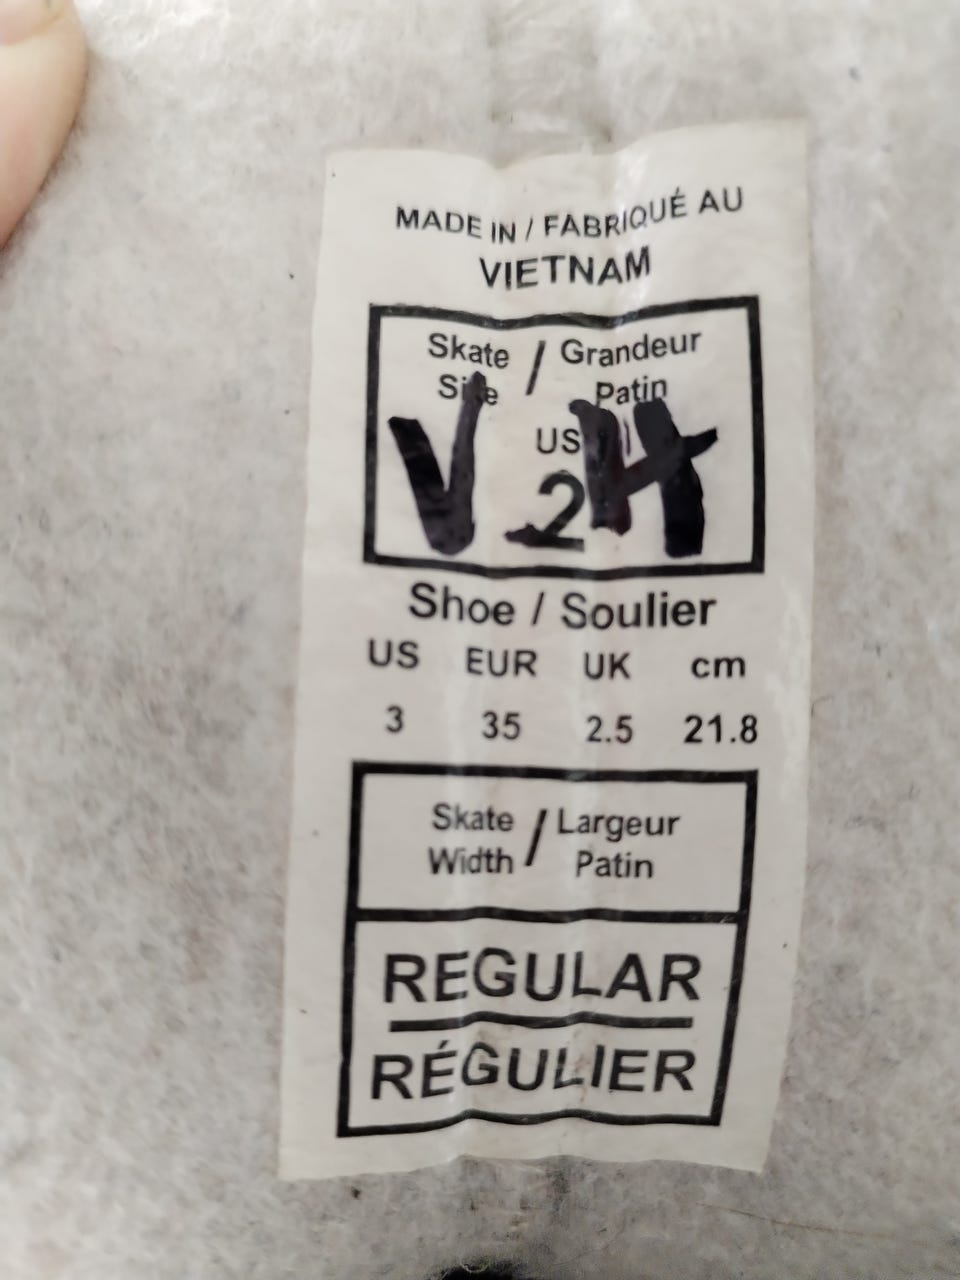 MADE IN / FABRIQUÉ AU
VIETNAM
Skate / Grandeur
Size Patin
US
V 2 H
Shoe / Soulier
US EUR UK cm
3 35 2.5 21.8
Skate / Largeur
Width Patin
REGULAR
RÉGULIER